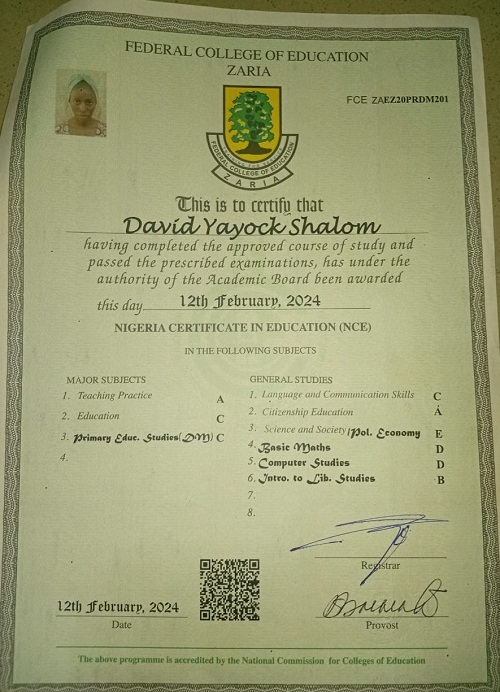 FEDERAL COLLEGE OF EDUCATION
ZARIA
FCE ZAEZ20PRDM201
FEDERAL COLLEGE OF EDUCATION
ZARIA
This is to certify that
David Yayock Shalom
having completed the approved course of study and
passed the prescribed examinations, has under the
authority of the Academic Board been awarded
this day 12th February, 2024
NIGERIA CERTIFICATE IN EDUCATION (NCE)
IN THE FOLLOWING SUBJECTS
MAJOR SUBJECTS
1. Teaching Practice A
2. Education C
3. Primary Educ. Studies(DM) C
4.
GENERAL STUDIES
1. Language and Communication Skills C
2. Citizenship Education A
3. Science and Society/Pol. Economy E
4. Basic Maths D
5. Computer Studies D
6. Intro. to Lib. Studies B
7.
8.
Registrar
12th February, 2024
Date
Provost
The above programme is accredited by the National Commission for Colleges of Education